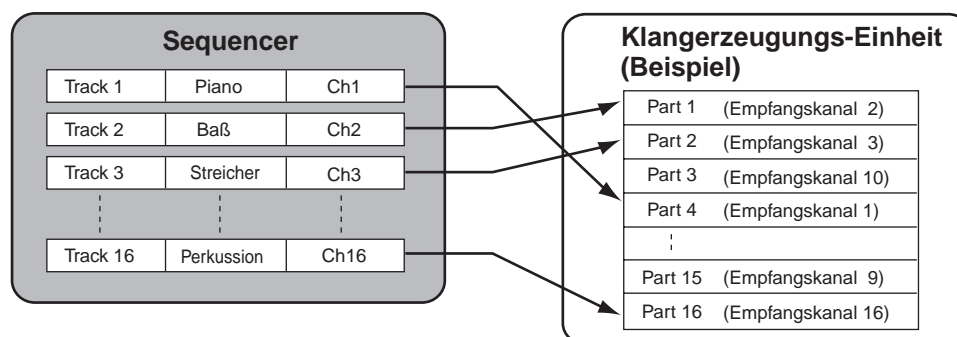 Sequencer
Track 1 Piano Ch1
Track 2 Baß Ch2
Track 3 Streicher Ch3
Track 16 Perkussion Ch16
Klangerzeugungs-Einheit
(Beispiel)
Part 1 (Empfangskanal 2)
Part 2 (Empfangskanal 3)
Part 3 (Empfangskanal 10)
Part 4 (Empfangskanal 1)
Part 15 (Empfangskanal 9)
Part 16 (Empfangskanal 16)